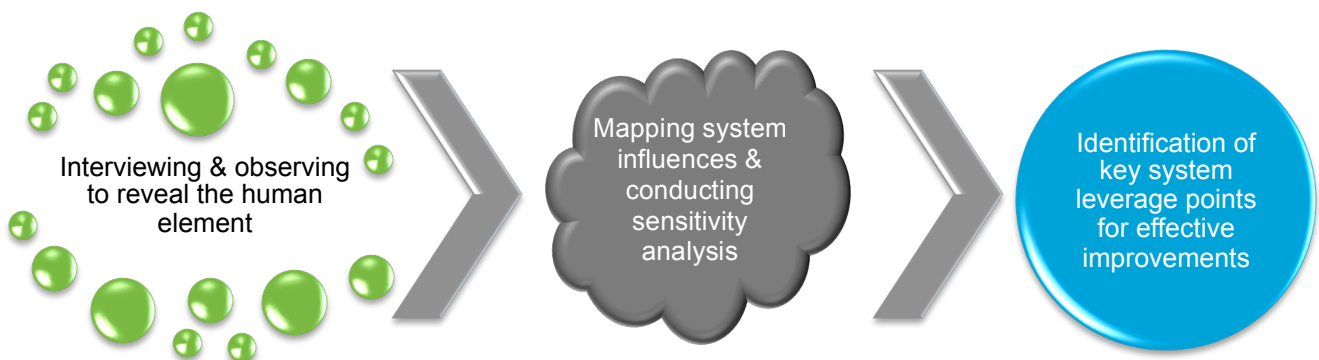 Interviewing & observing
to reveal the human
element
Mapping system
influences &
conducting
sensitivity
analysis
Identification of
key system
leverage points
for effective
improvements